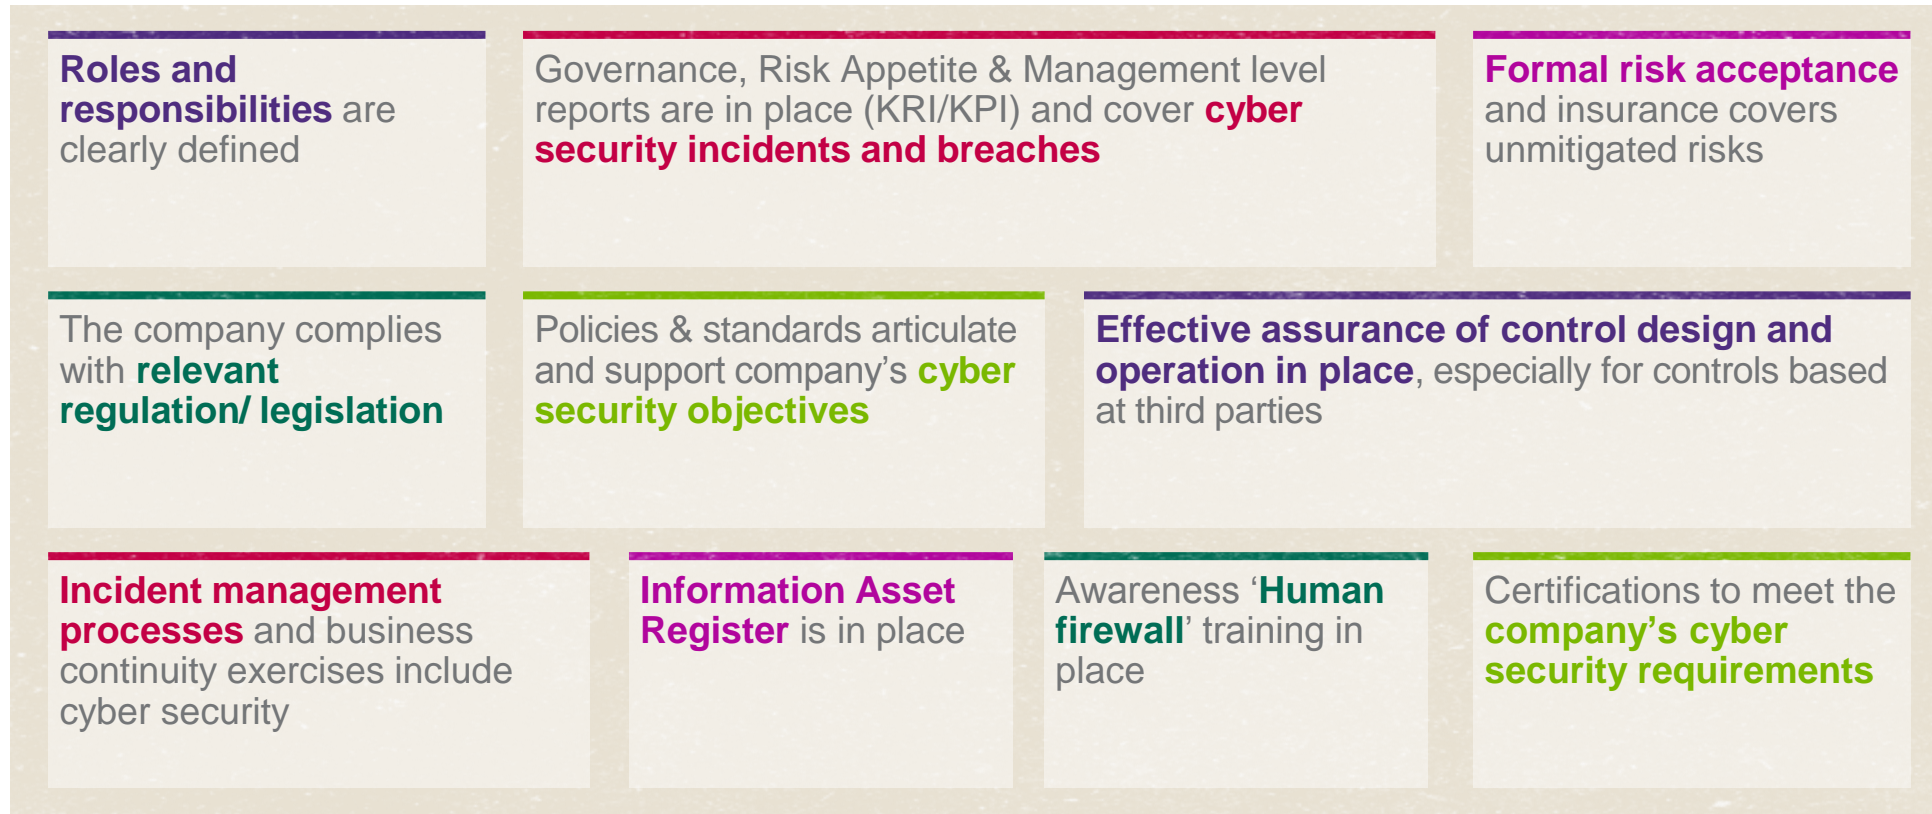 Roles and
responsibilities are
clearly defined
Governance, Risk Appetite & Management level
reports are in place (KRI/KPI) and cover cyber
security incidents and breaches
Formal risk acceptance
and insurance covers
unmitigated risks
The company complies
with relevant
regulation/ legislation
Policies & standards articulate
and support company’s cyber
security objectives
Effective assurance of control design and
operation in place, especially for controls based
at third parties
Incident management
processes and business
continuity exercises include
cyber security
Information Asset
Register is in place
Awareness ‘Human
firewall’ training in
place
Certifications to meet the
company’s cyber
security requirements